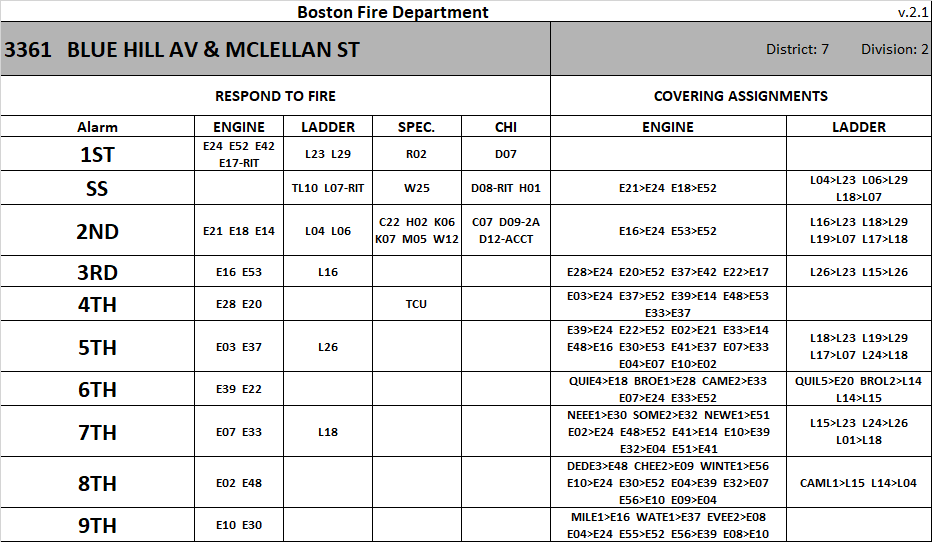 Boston Fire Department
v.2.1
3361 BLUE HILL AV & MCLELLAN ST
District: 7 Division: 2
RESPOND TO FIRE
COVERING ASSIGNMENTS
Alarm ENGINE LADDER SPEC. CHI ENGINE LADDER
1ST
E24 E52 E42
E17-RIT
L23 L29
R02
D07
SS
TL10 L07-RIT
W25
D08-RIT H01
E21>E24 E18>E52
L04>L23 L06>L29
L18>L07
2ND
E21 E18 E14
L04 L06
C22 H02 K06
K07 M05 W12
C07 D09-2A
D12-ACCT
E16>E24 E53>E52
L16>L23 L18>L29
L19>L07 L17>L18
3RD
E16 E53
L16
E28>E24 E20>E52 E37>E42 E22>E17
L26>L23 L15>L26
4TH
E28 E20
TCU
E03>E24 E37>E52 E39>E14 E48>E53
E33>E37
5TH
E03 E37
L26
E39>E24 E22>E52 E02>E21 E33>E14
E48>E16 E30>E53 E41>E37 E07>E33
E04>E07 E10>E02
L18>L23 L19>L29
L17>L07 L24>L18
6TH
E39 E22
QUIE4>E18 BROE1>E28 CAME2>E33
E07>E24 E33>E52
QUIL5>E20 BROL2>L14
L14>L15
7TH
E07 E33
L18
NEEE1>E30 SOME2>E32 NEWE1>E51
E02>E24 E48>E52 E41>E14 E10>E39
E32>E04 E51>E41
L15>L23 L24>L26
L01>L18
8TH
E02 E48
DEDE3>E48 CHEE2>E09 WINTE1>E56
E10>E24 E30>E52 E04>E39 E32>E07
E56>E10 E09>E04
CAML1>L15 L14>L04
9TH
E10 E30
MILE1>E16 WATE1>E37 EVEE2>E08
E04>E24 E55>E52 E56>E39 E08>E10